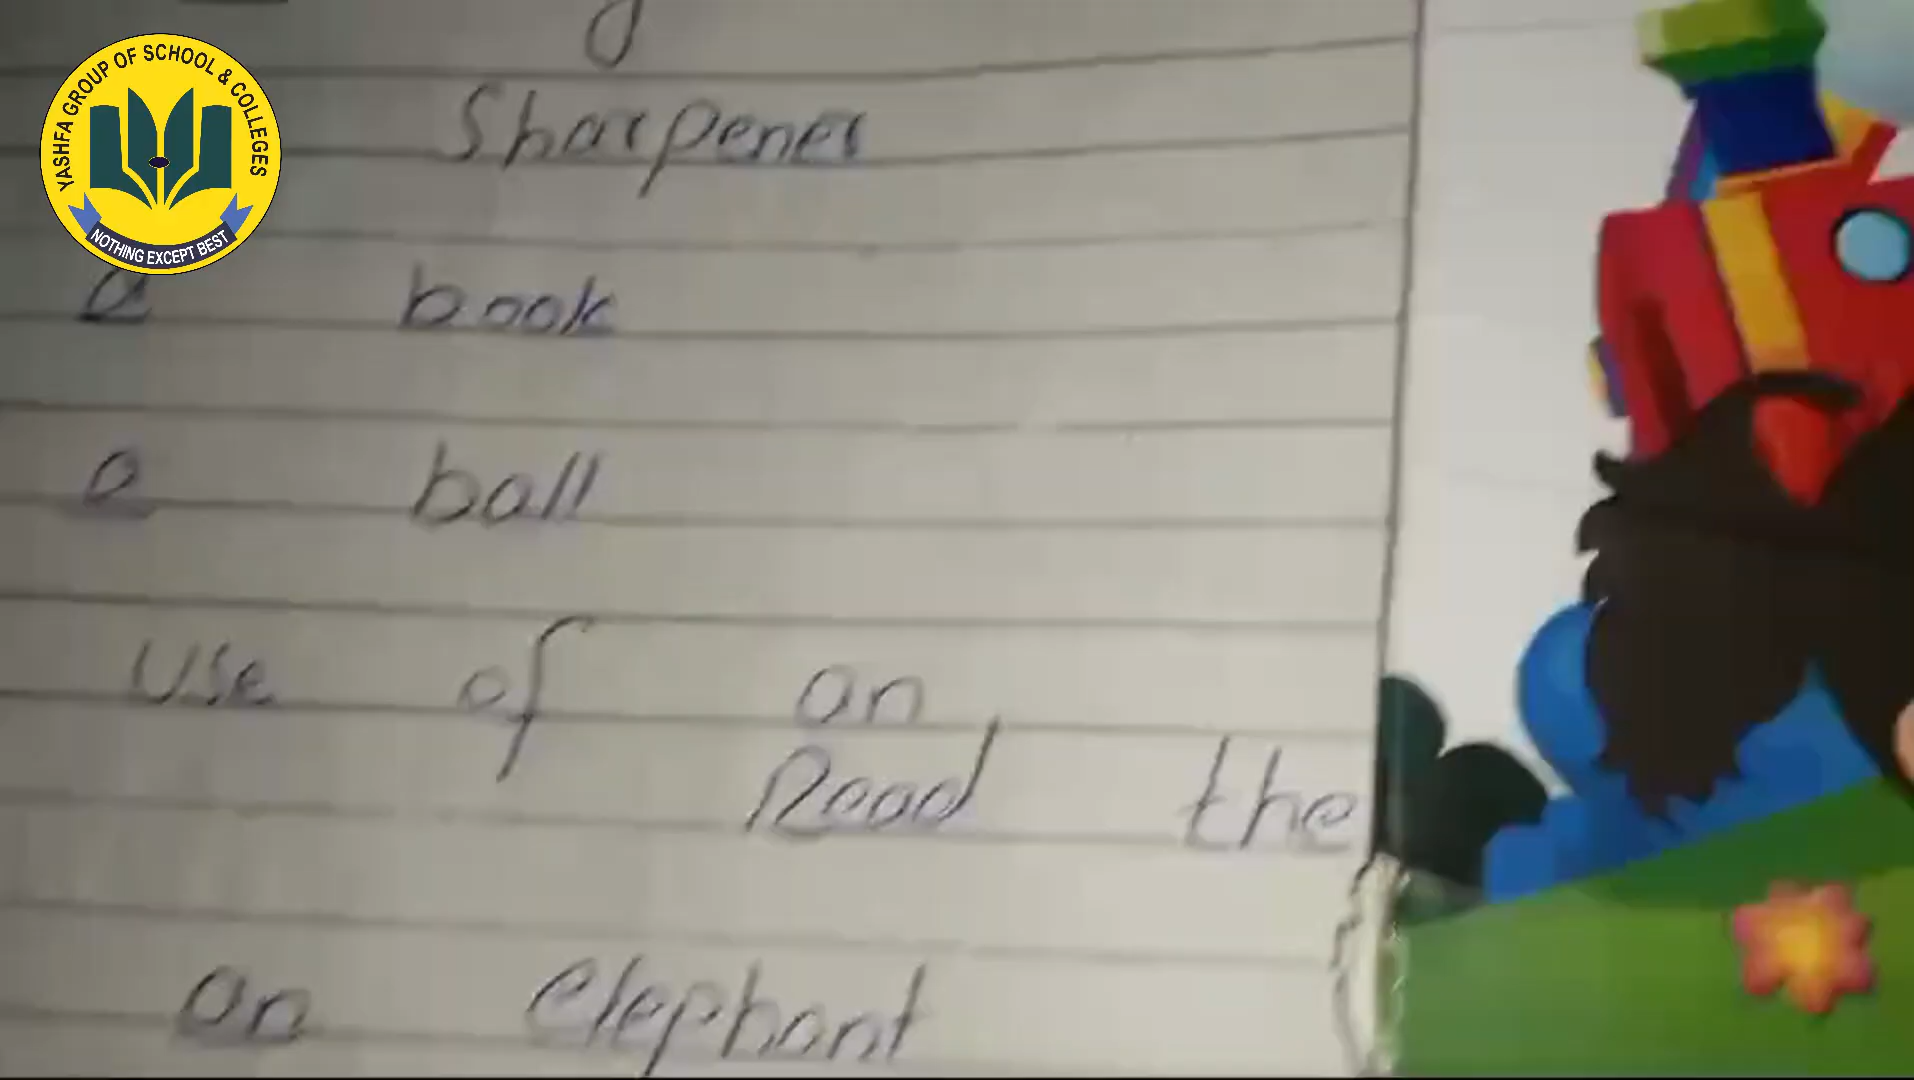 YASHFA GROUP OF SCHOOL & COLLEGES
NOTHING EXCEPT BEST
Sharpener
a book
a ball
Use of an
Read the
an elephant